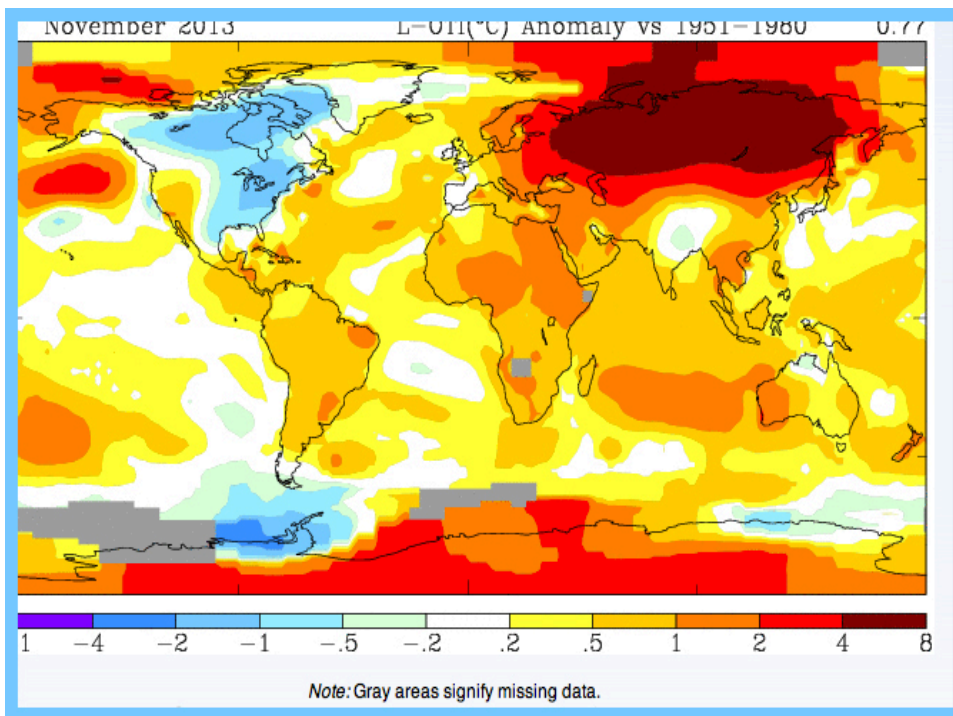 November 2013 L-OTI(°C) Anomaly vs 1951-1980 0.77
1 -4 -2 -1 -.5 -.2 .2 .5 1 2 4 8
Note: Gray areas signify missing data.